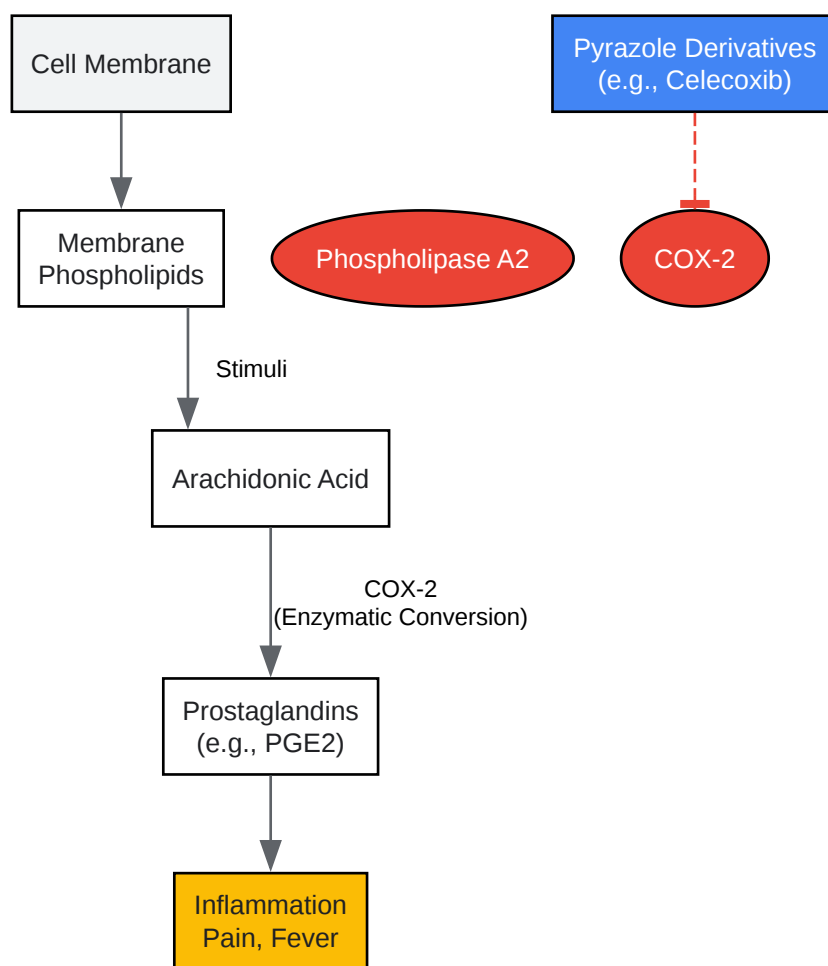 Cell Membrane
Pyrazole Derivatives
(e.g., Celecoxib)
Membrane
Phospholipids
Phospholipase A2
COX-2
Stimuli
Arachidonic Acid
COX-2
(Enzymatic Conversion)
Prostaglandins
(e.g., PGE2)
Inflammation
Pain, Fever